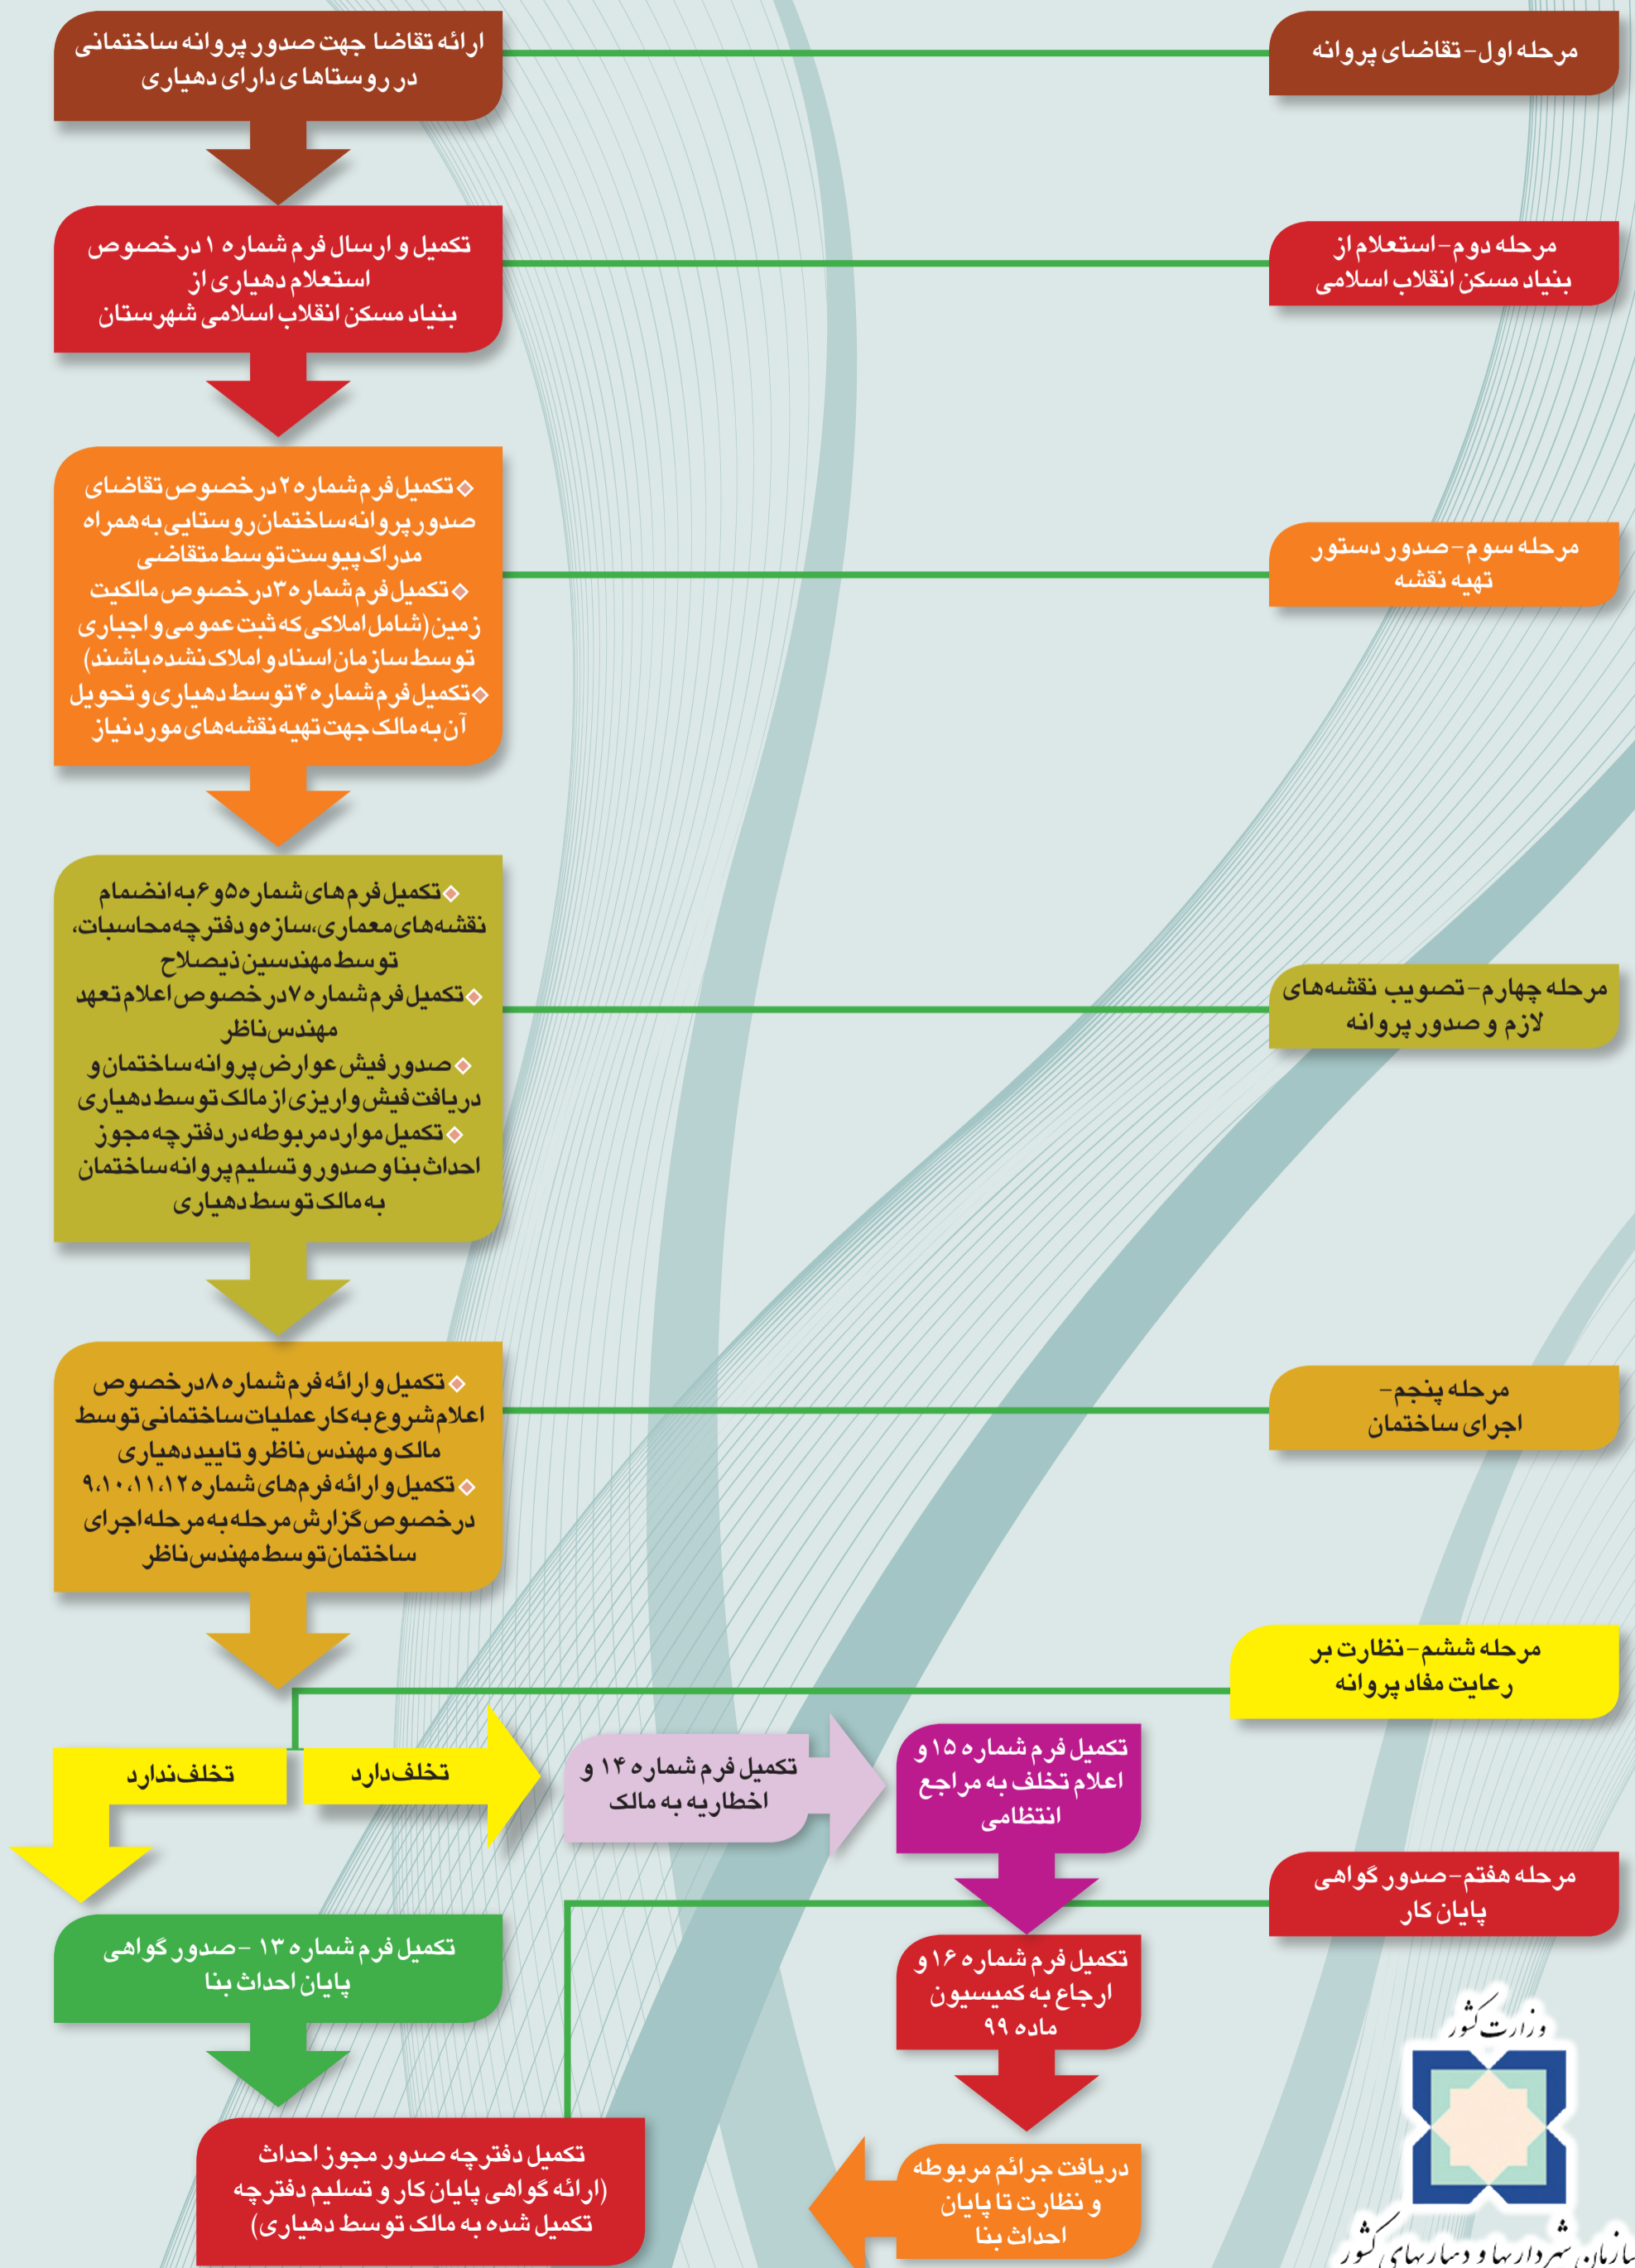 مرحله اول-تقاضای پروانه
ارائه تقاضا جهت صدور پروانه ساختمانی
در روستاهای دارای دهیاری
مرحله دوم-استعلام از
بنیاد مسکن انقلاب اسلامی
تکمیل و ارسال فرم شماره ۱ درخصوص
استعلام دهیاری از
بنیاد مسکن انقلاب اسلامی شهرستان
مرحله سوم-صدور دستور
تهیه نقشه
تکمیل فرم شماره ۲ درخصوص تقاضای
صدور پروانه ساختمان روستایی به همراه
مدراک پیوست توسط متقاضی
تکمیل فرم شماره ۳ درخصوص مالکیت
زمین (شامل املاکی که ثبت عمومی و اجباری
توسط سازمان اسناد و املاک نشده باشند)
تکمیل فرم شماره ۴ توسط دهیاری و تحویل
آن به مالک جهت تهیه نقشه‌های مورد نیاز
مرحله چهارم-تصویب نقشه‌های
لازم و صدور پروانه
تکمیل فرم های شماره ۵ و ۶ به انضمام
نقشه‌های معماری، سازه و دفترچه محاسبات،
توسط مهندسین ذیصلاح
تکمیل فرم شماره ۷ درخصوص اعلام تعهد
مهندس ناظر
صدور فیش عوارض پروانه ساختمان و
دریافت فیش واریزی از مالک توسط دهیاری
تکمیل موارد مربوطه در دفترچه مجوز
احداث بنا و صدور و تسلیم پروانه ساختمان
به مالک توسط دهیاری
مرحله پنجم-
اجرای ساختمان
تکمیل و ارائه فرم شماره ۸ درخصوص
اعلام شروع به کار عملیات ساختمانی توسط
مالک و مهندس ناظر و تایید دهیاری
تکمیل و ارائه فرم‌های شماره ۹،۱۰،۱۱،۱۲
درخصوص گزارش مرحله به مرحله اجرای
ساختمان توسط مهندس ناظر
مرحله ششم-نظارت بر
رعایت مفاد پروانه
تخلف ندارد
تخلف دارد
تکمیل فرم شماره ۱۴ و
اخطاریه به مالک
تکمیل فرم شماره ۱۵ و
اعلام تخلف به مراجع
انتظامی
مرحله هفتم-صدور گواهی
پایان کار
تکمیل فرم شماره ۱۳ -صدور گواهی
پایان احداث بنا
تکمیل فرم شماره ۱۶ و
ارجاع به کمیسیون
ماده ۹۹
تکمیل دفترچه صدور مجوز احداث
(ارائه گواهی پایان کار و تسلیم دفترچه
تکمیل شده به مالک توسط دهیاری)
دریافت جرائم مربوطه
و نظارت تا پایان
احداث بنا
وزارت کشور
شهرداریها و دهیاریهای کشور